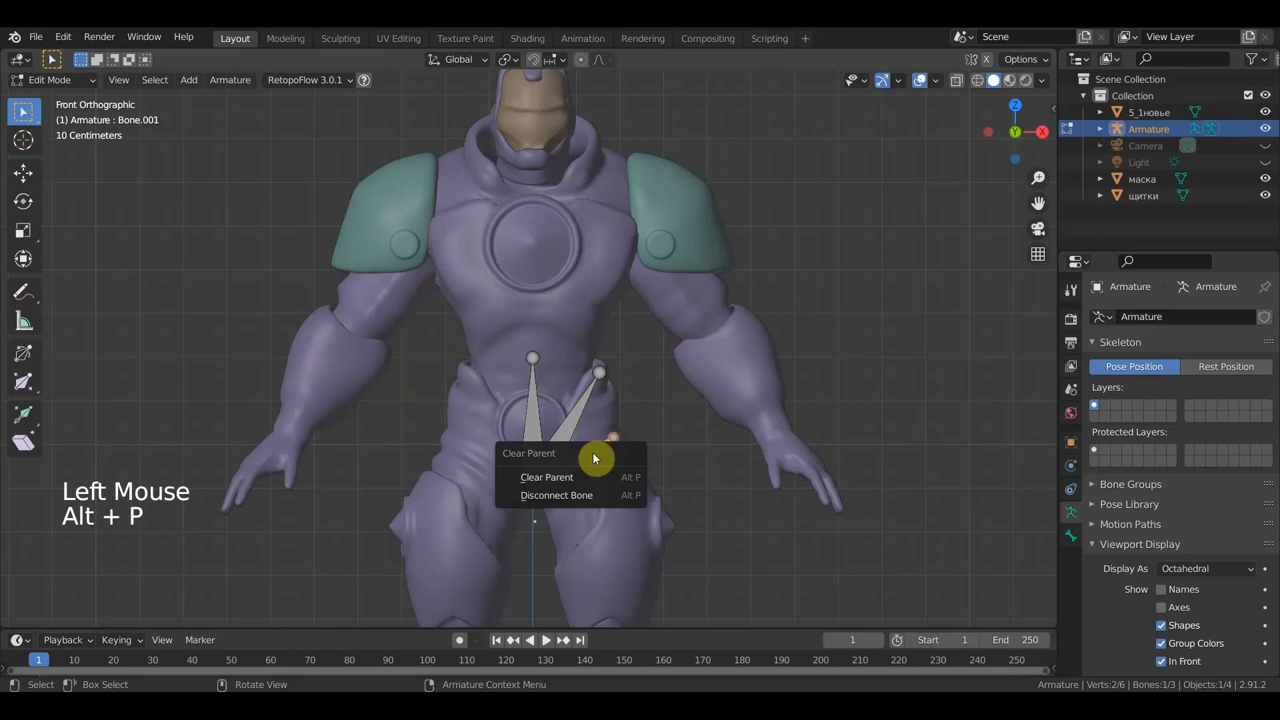 File Edit Render Window Help Layout Modeling Sculpting UV Editing Texture Paint Shading Animation Rendering Compositing Scripting + Scene View Layer
Global Options
Edit Mode View Select Add Armature RetopoFlow 3.0.1
X
Front Orthographic
(1) Armature : Bone.001
10 Centimeters
Z
Y
X
Scene Collection
Collection
5_1новье
Armature
Camera
Light
маска
щитки
Armature Armature
Armature
Skeleton
Pose Position Rest Position
Layers:
Protected Layers:
Bone Groups
Pose Library
Motion Paths
Viewport Display
Display As Octahedral
Show Names
Axes
Shapes
Group Colors
In Front
Clear Parent
Clear Parent Alt P
Disconnect Bone Alt P
Left Mouse
Alt + P
Playback Keying View Marker 1 Start 1 End 250
1 10 20 30 40 50 60 70 80 90 100 110 120 130 140 150 160 170 180 190 200 210 220 230 240 250
Select Box Select Rotate View Armature Context Menu Armature | Verts:2/6 | Bones:1/3 | Objects:1/4 | 2.91.2